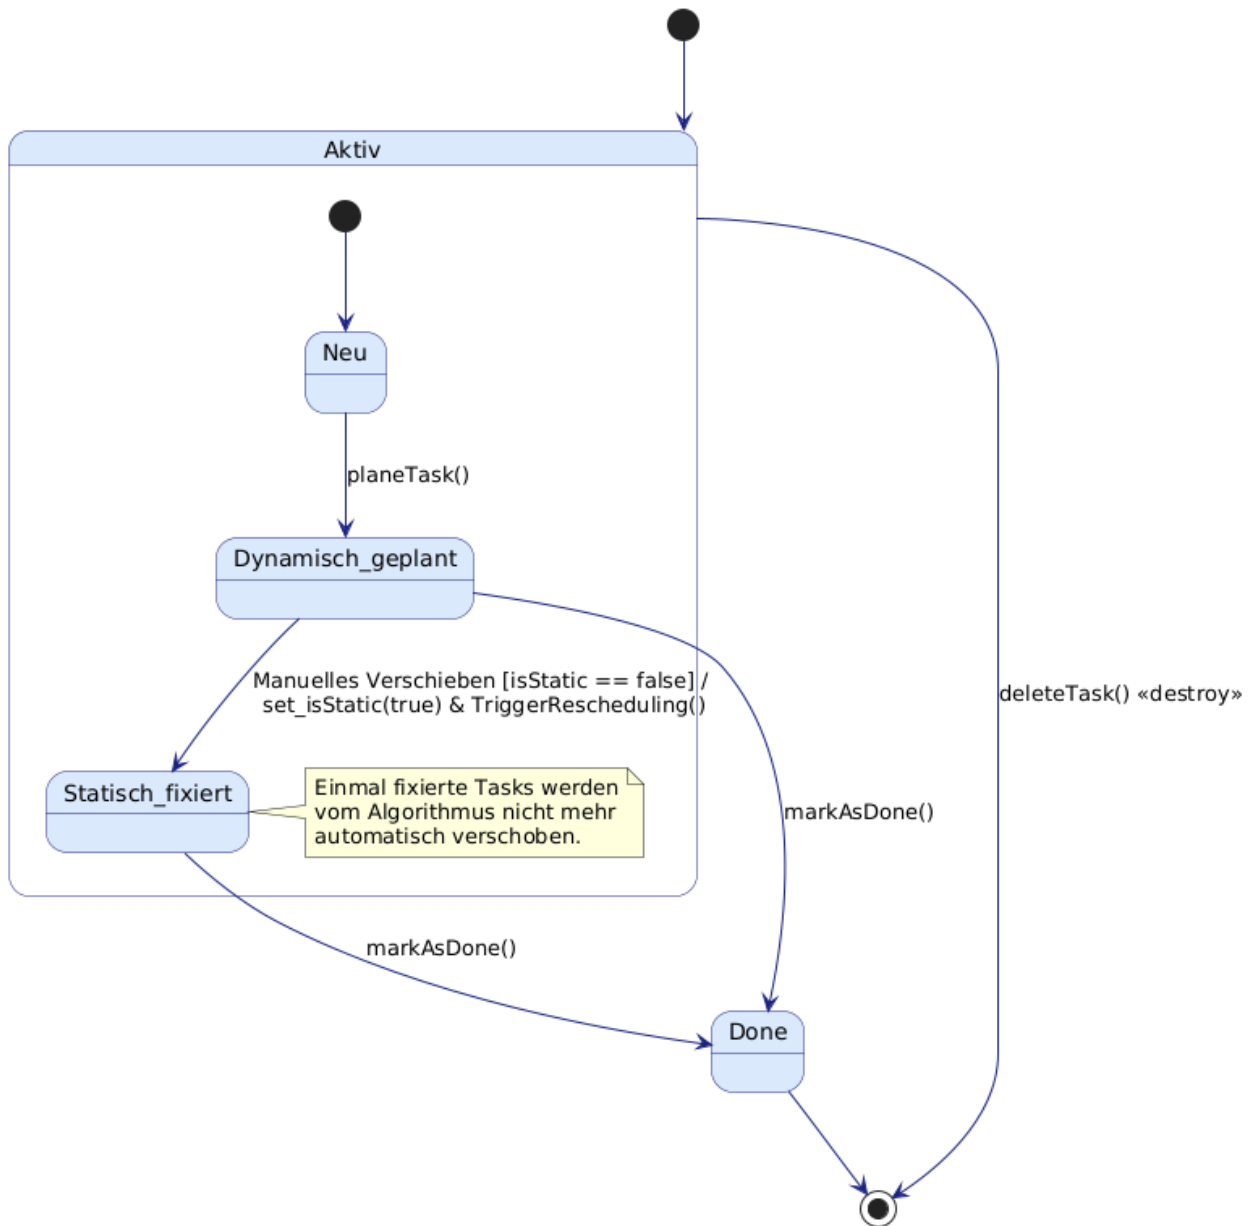 Aktiv
Neu
planeTask()
Dynamisch_geplant
Manuelles Verschieben [isStatic == false] /
set_isStatic(true) & TriggerRescheduling()
deleteTask() «destroy»
Statisch_fixiert
Einmal fixierte Tasks werden
vom Algorithmus nicht mehr
automatisch verschoben.
markAsDone()
markAsDone()
Done